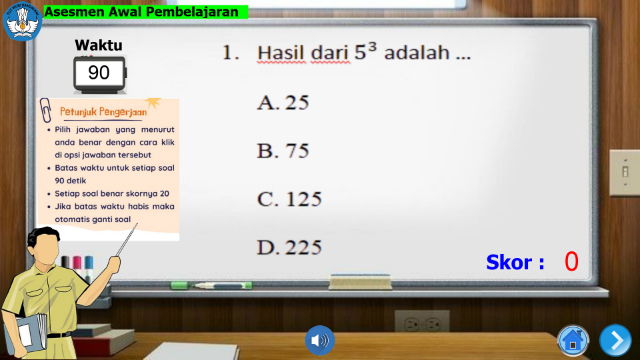 Asesmen Awal Pembelajaran
Waktu
90
Petunjuk Pengerjaan
• Pilih jawaban yang menurut
anda benar dengan cara klik
di opsi jawaban tersebut
• Batas waktu untuk setiap soal
90 detik
• Setiap soal benar skornya 20
• Jika batas waktu habis maka
otomatis ganti soal
1. Hasil dari 5³ adalah ...
A. 25
B. 75
C. 125
D. 225
Skor : 0